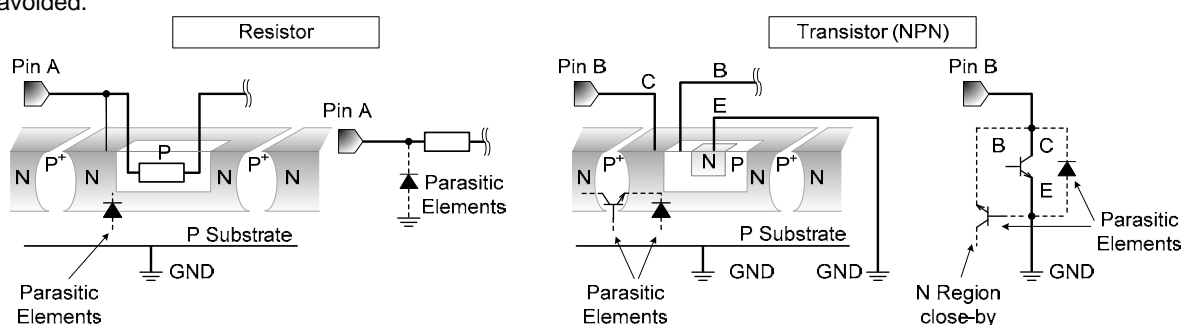 avoided.
Resistor
Transistor (NPN)
Pin A
Pin A
P
N
P+
N
N
P+
N
Parasitic
Elements
P Substrate
GND
Parasitic
Elements
Pin B
C
B
E
N
P+
N
N
P
N
P+
N
P Substrate
GND
GND
Parasitic
Elements
Pin B
B
C
E
Parasitic
Elements
GND
N Region
close-by